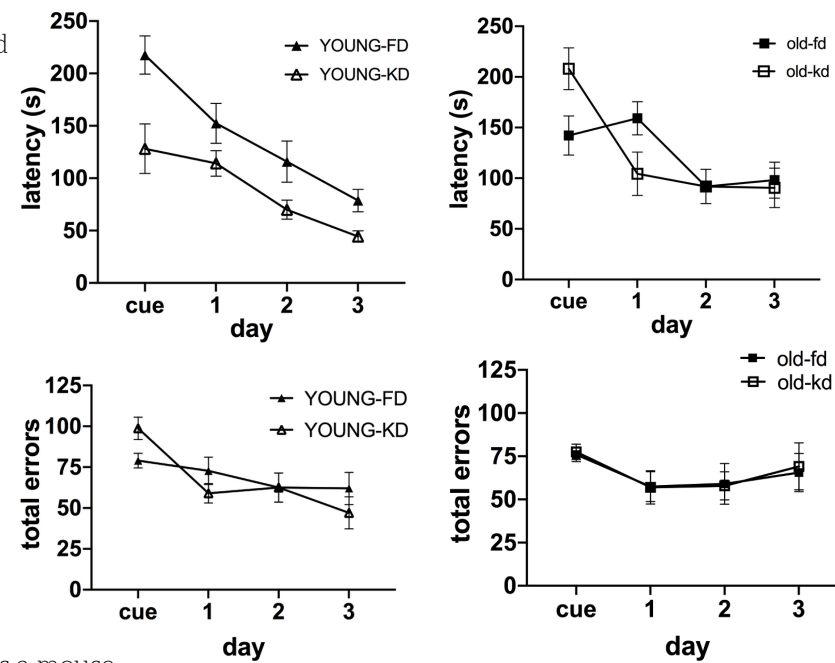 d
250
200
150
100
50
0
latency (s)
YOUNG-FD
YOUNG-KD
cue 1 2 3
day
250
200
150
100
50
0
latency (s)
old-fd
old-kd
cue 1 2 3
day
125
100
75
50
25
0
total errors
YOUNG-FD
YOUNG-KD
cue 1 2 3
day
125
100
75
50
25
0
total errors
old-fd
old-kd
cue 1 2 3
day